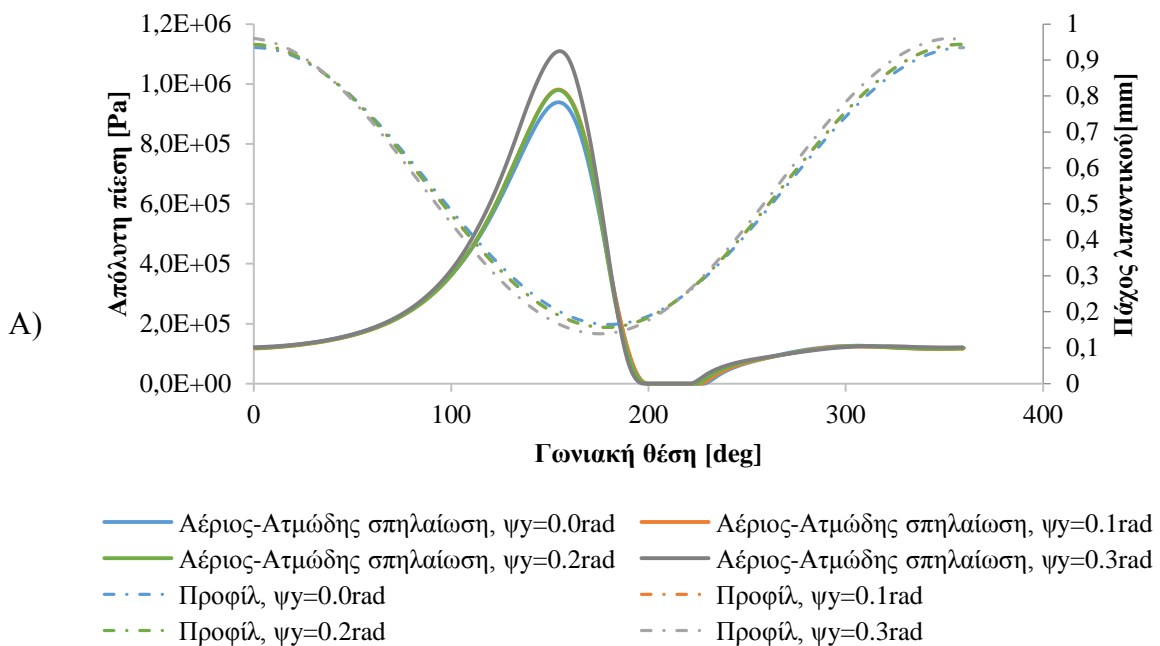 1,2E+06
1,0E+06
8,0E+05
6,0E+05
4,0E+05
2,0E+05
0,0E+00
Απόλυτη πίεση [Pa]
1
0,9
0,8
0,7
0,6
0,5
0,4
0,3
0,2
0,1
0
Πάχος λιπαντικού[mm]
Α)
0 100 200 300 400
Γωνιακή θέση [deg]
Αέριος-Ατμώδης σπηλαίωση, ψy=0.0rad
Αέριος-Ατμώδης σπηλαίωση, ψy=0.1rad
Αέριος-Ατμώδης σπηλαίωση, ψy=0.2rad
Αέριος-Ατμώδης σπηλαίωση, ψy=0.3rad
Προφίλ, ψy=0.0rad
Προφίλ, ψy=0.1rad
Προφίλ, ψy=0.2rad
Προφίλ, ψy=0.3rad